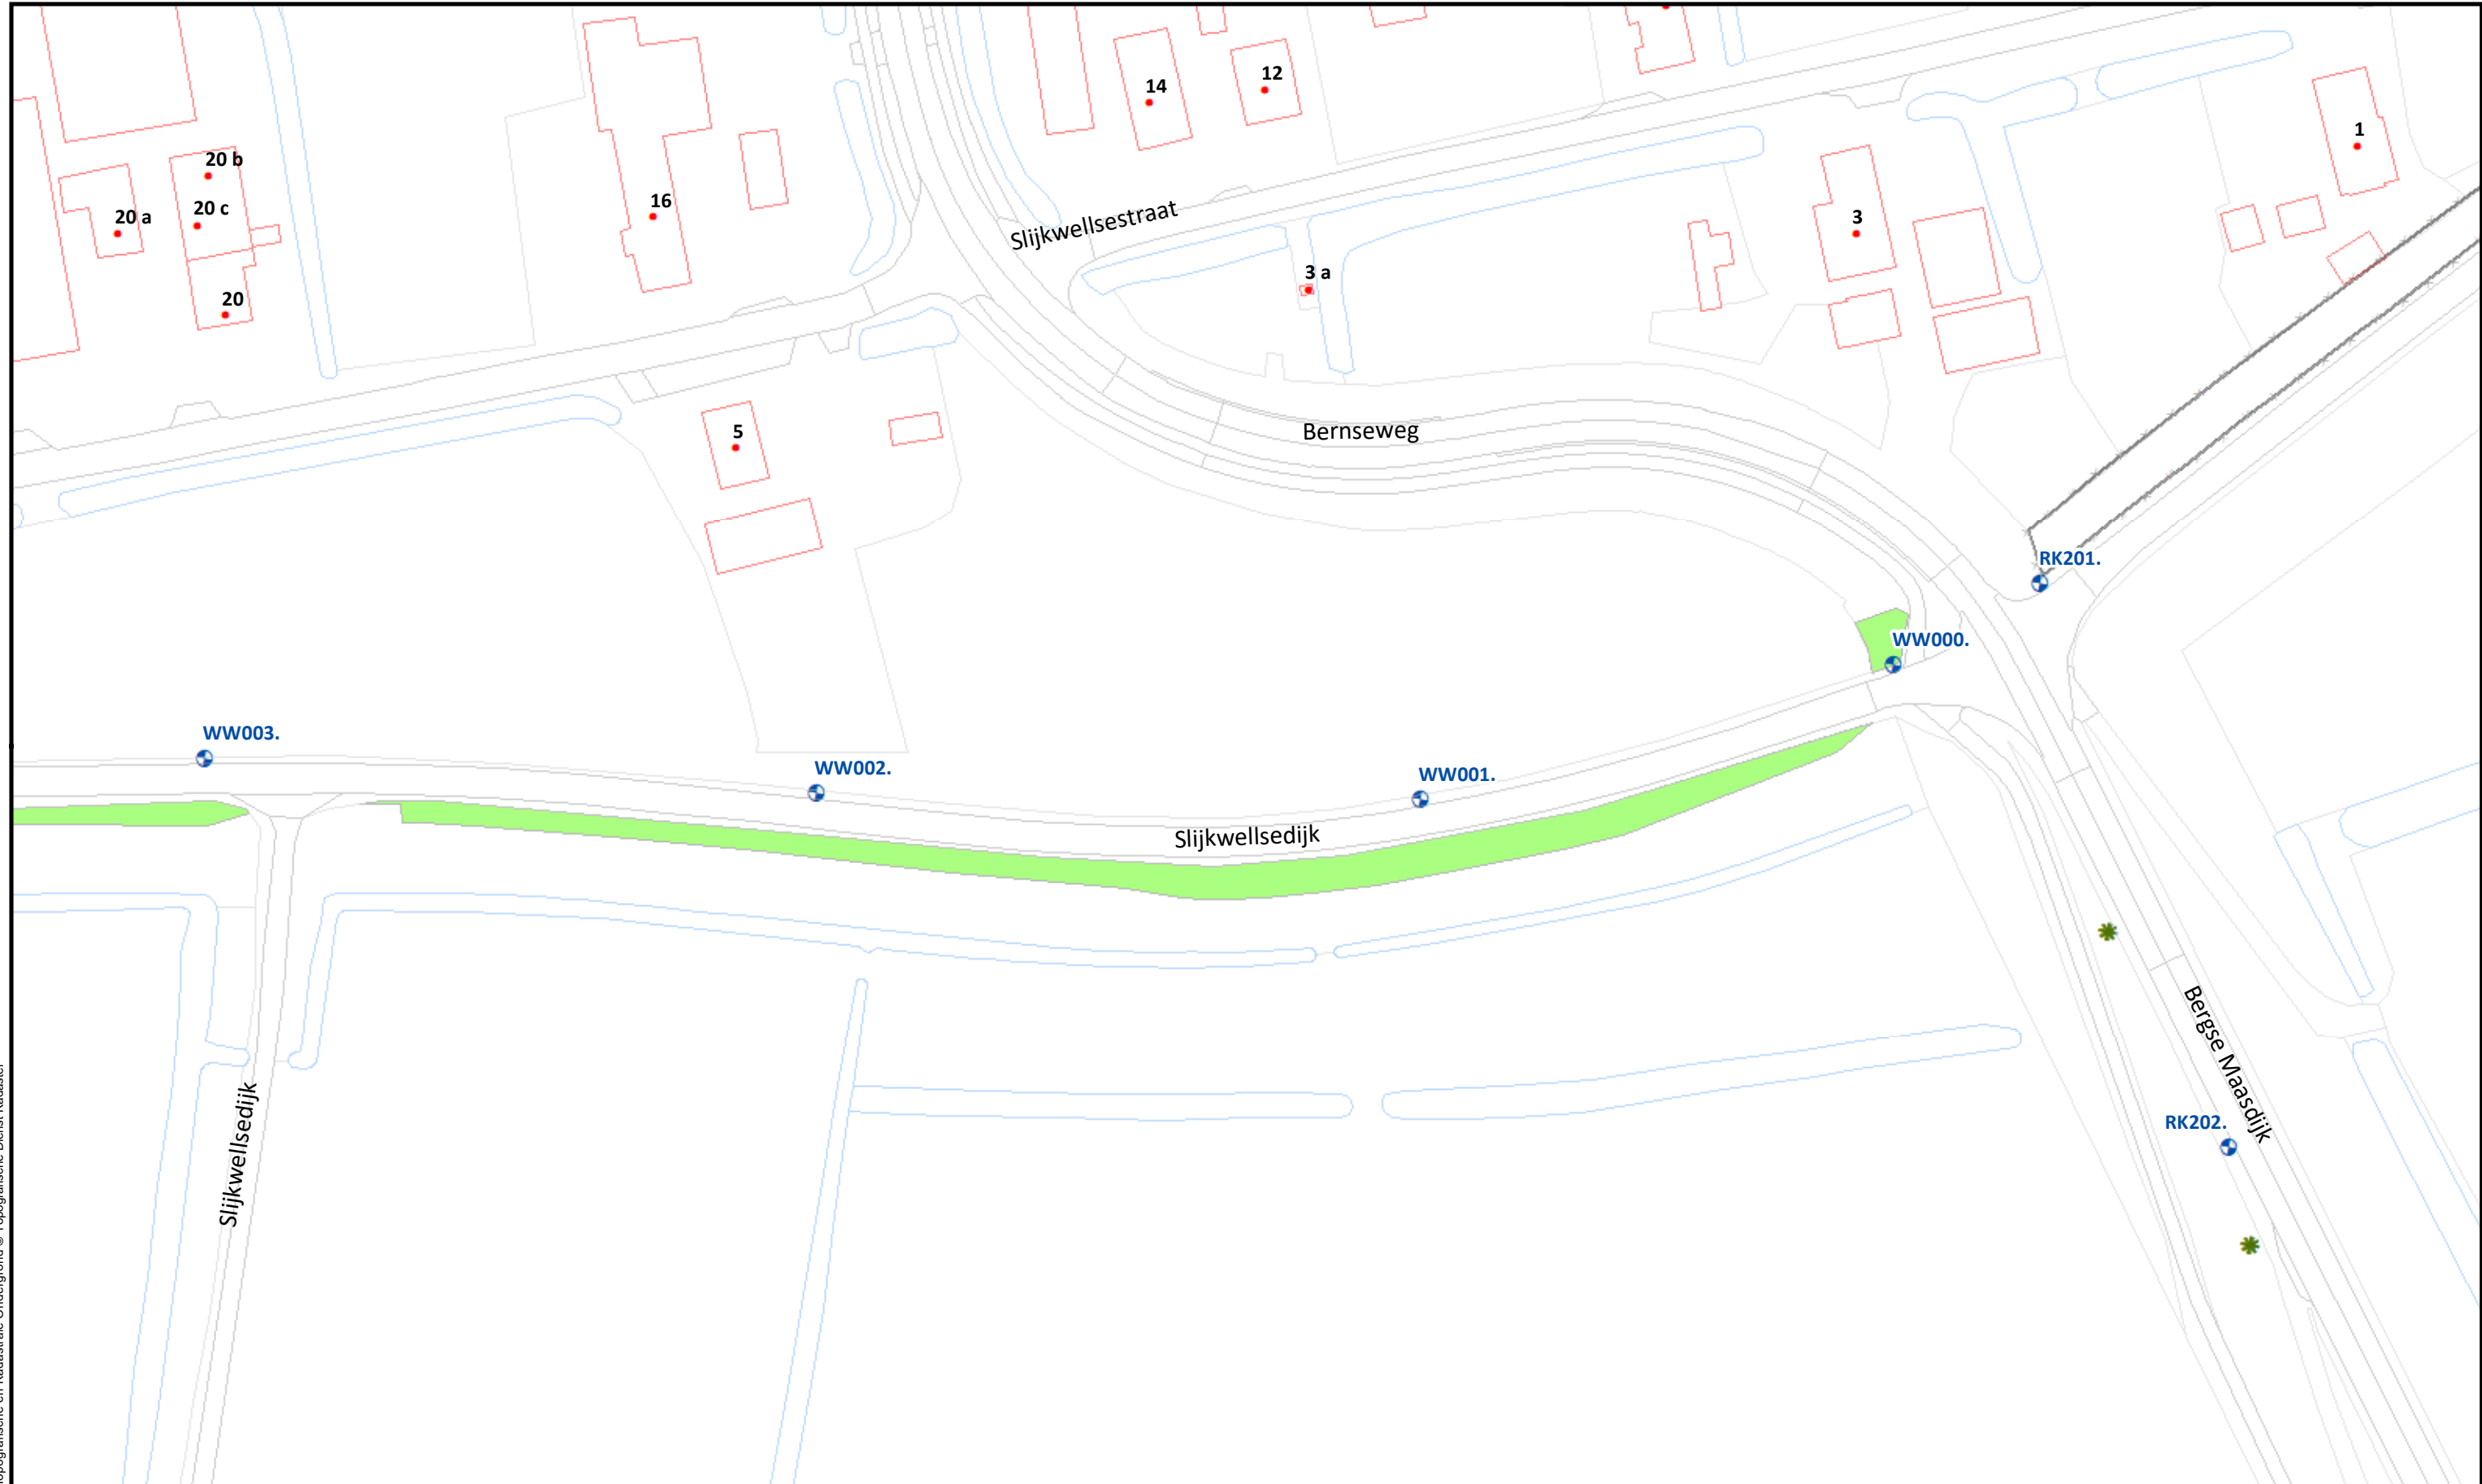 14
12
1
20 b
20 c
20 a
16
Slijkwellsestraat
3
3 a
20
Bernseweg
5
RK201.
WW000.
WW003.
WW002.
WW001.
Slijkwellsedijk
Bergse Maasdijk
Slijkwellsedijk
RK202.